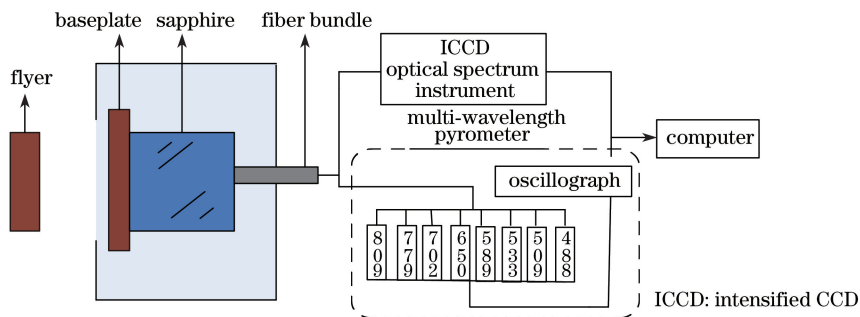 baseplate
sapphire
fiber bundle
flyer
ICCD
optical spectrum
instrument
multi-wavelength
pyrometer
computer
oscillograph
809
779
702
650
589
533
509
488
ICCD: intensified CCD